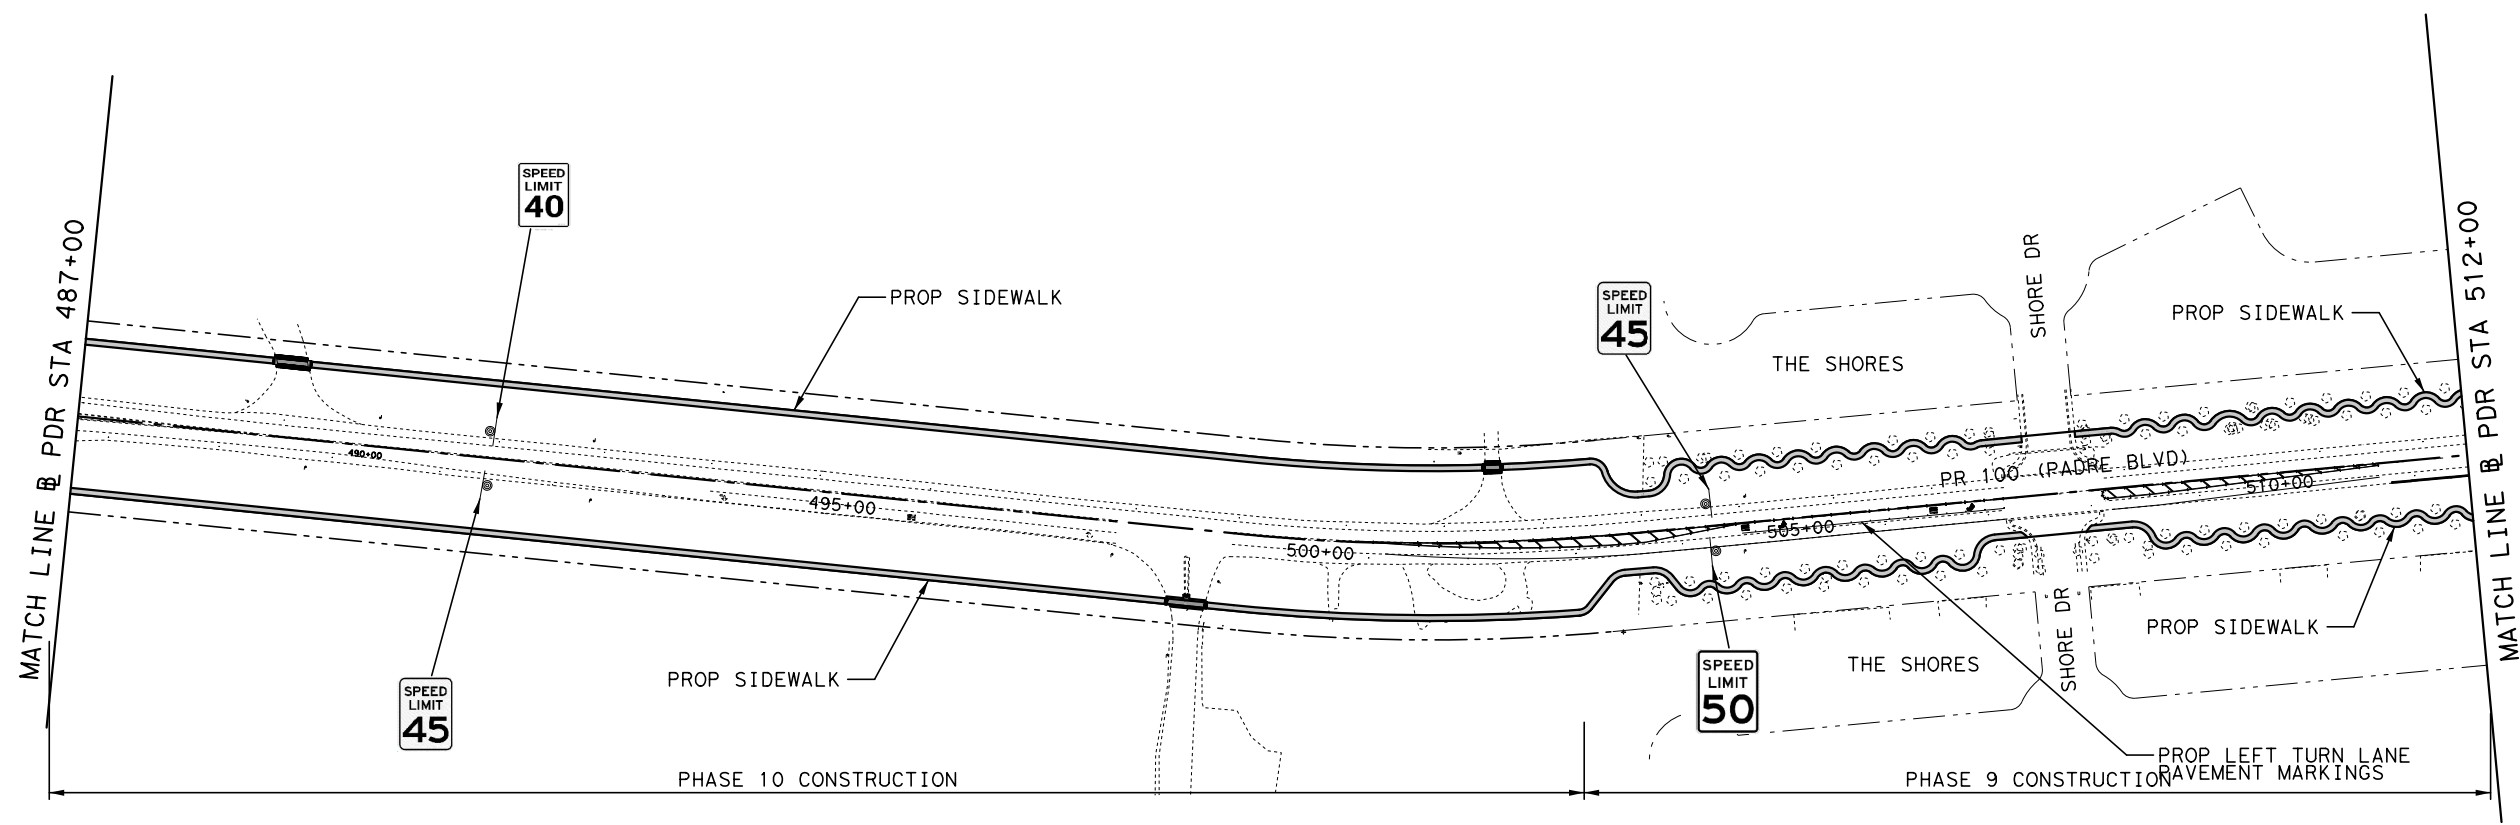 MATCH LINE B PDR STA 487+00
SPEED
LIMIT
40
PROP SIDEWALK
SPEED
LIMIT
45
THE SHORES
SHORE DR
PROP SIDEWALK
MATCH LINE B PDR STA 512+00
490+00
495+00
500+00
505+00
PR 100 (PADRE BLVD)
510+00
SPEED
LIMIT
45
PROP SIDEWALK
SPEED
LIMIT
50
THE SHORES
SHORE DR
PROP SIDEWALK
PROP LEFT TURN LANE
PAVEMENT MARKINGS
PHASE 10 CONSTRUCTION
PHASE 9 CONSTRUCTION